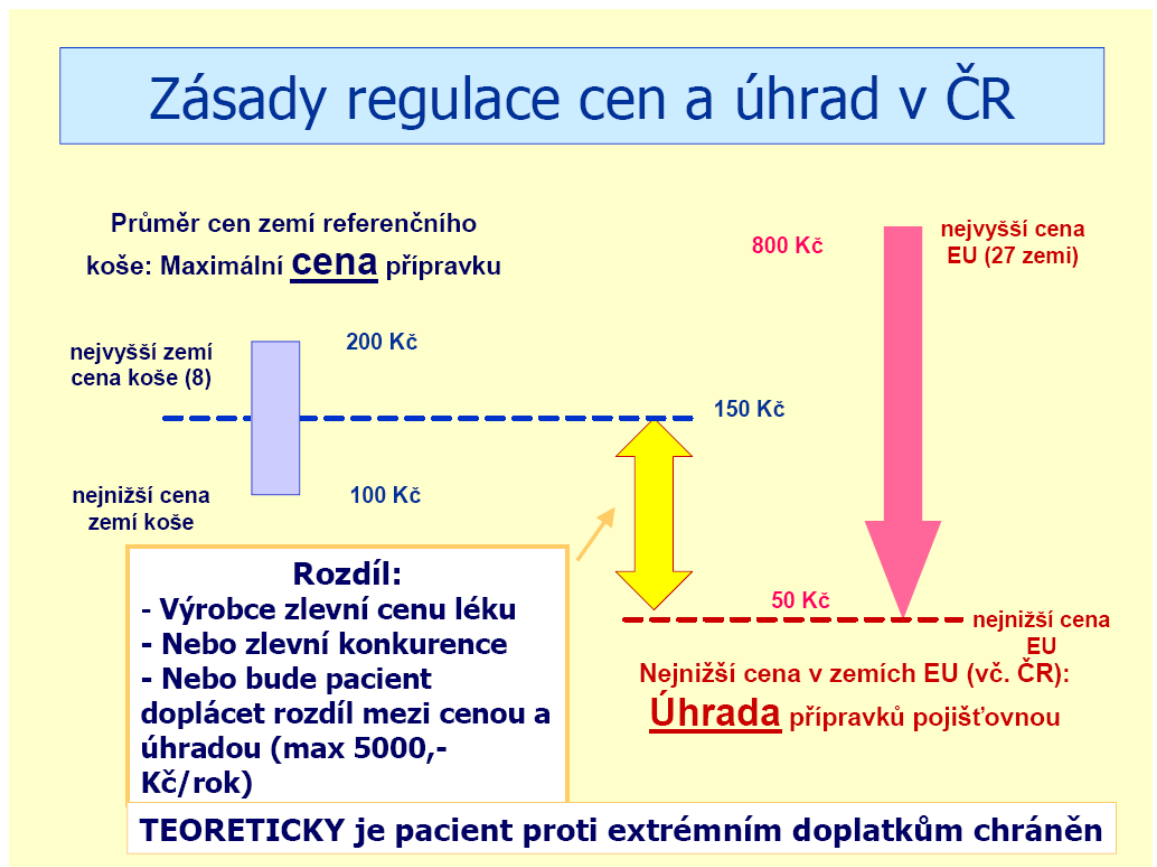 Zásady regulace cen a úhrad v ČR
Průměr cen zemí referenčního
koše: Maximální cena přípravku
nejvyšší zemí
cena koše (8)
200 Kč
nejnižší cena
zemí koše
100 Kč
150 Kč
800 Kč
nejvyšší cena
EU (27 zemi)
50 Kč
nejnižší cena
EU
Nejnižší cena v zemích EU (vč. ČR):
Úhrada přípravků pojišťovnou
Rozdíl:
- Výrobce zlevní cenu léku
- Nebo zlevní konkurence
- Nebo bude pacient
doplácet rozdíl mezi cenou a
úhradou (max 5000,-
Kč/rok)
TEORETICKY je pacient proti extrémním doplatkům chráněn